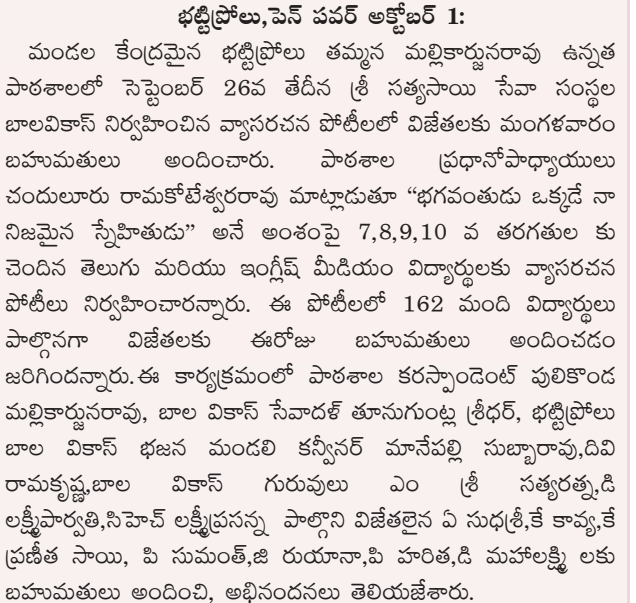 భట్టిప్రోలు,పెన్ పవర్ అక్టోబర్ 1:
మండల కేంద్రమైన భట్టిప్రోలు తమ్మన మల్లికార్జునరావు ఉన్నత
పాఠశాలలో సెప్టెంబర్ 26వ తేదీన శ్రీ సత్యసాయి సేవా సంస్థల
బాలవికాస్ నిర్వహించిన వ్యాసరచన పోటీలలో విజేతలకు మంగళవారం
బహుమతులు అందించారు. పాఠశాల ప్రధానోపాధ్యాయులు
చందులూరు రామకోటేశ్వరరావు మాట్లాడుతూ “భగవంతుడు ఒక్కడే నా
నిజమైన స్నేహితుడు” అనే అంశంపై 7,8,9,10 వ తరగతుల కు
చెందిన తెలుగు మరియు ఇంగ్లీష్ మీడియం విద్యార్థులకు వ్యాసరచన
పోటీలు నిర్వహించారన్నారు. ఈ పోటీలలో 162 మంది విద్యార్థులు
పాల్గొనగా విజేతలకు ఈరోజు బహుమతులు అందించడం
జరిగిందన్నారు.ఈ కార్యక్రమంలో పాఠశాల కరస్పాండెంట్ పులికొండ
మల్లికార్జునరావు, బాల వికాస్ సేవాదళ్ తూనుగుంట్ల శ్రీధర్, భట్టిప్రోలు
బాల వికాస్ భజన మండలి కన్వీనర్ మానేపల్లి సుబ్బారావు,దివి
రామకృష్ణ,బాల వికాస్ గురువులు ఎం శ్రీ సత్యరత్న,డి
లక్ష్మీపార్వతి,సిహెచ్ లక్ష్మీప్రసన్న పాల్గొని విజేతలైన ఏ సుధశ్రీ,కే కావ్య,కే
ప్రణీత సాయి, పి సుమంత్,జి రుయానా,పి హరిత,డి మహాలక్ష్మి లకు
బహుమతులు అందించి, అభినందనలు తెలియజేశారు.